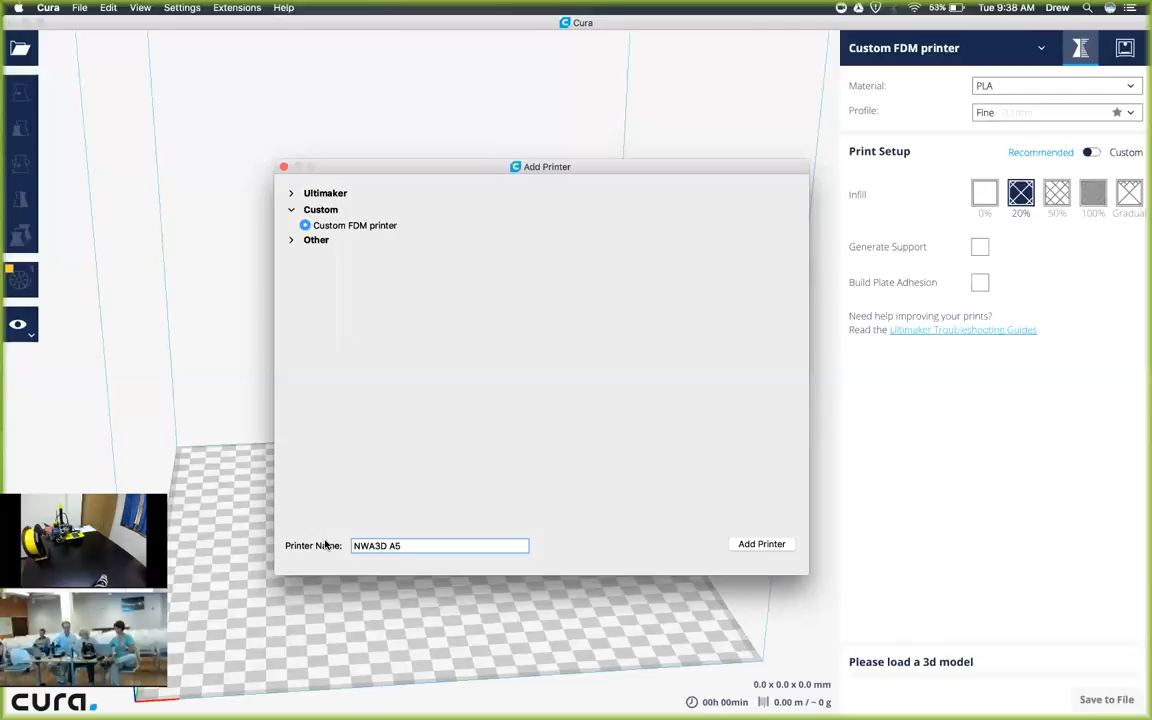 Cura File Edit View Settings Extensions Help 53% Tue 9:38 AM Drew
Cura
Custom FDM printer
Material: PLA
Profile: Fine 0.1mm
Print Setup Recommended Custom
Infill
0% 20% 50% 100% Gradua
Generate Support
Build Plate Adhesion
Need help improving your prints?
Read the Ultimaker Troubleshooting Guides
Add Printer
Ultimaker
Custom
Custom FDM printer
Other
Printer Name: NWA3D A5 Add Printer
Please load a 3d model
0.0 x 0.0 x 0.0 mm
00h 00min 0.00 m / ~ 0 g
Save to File
cura.